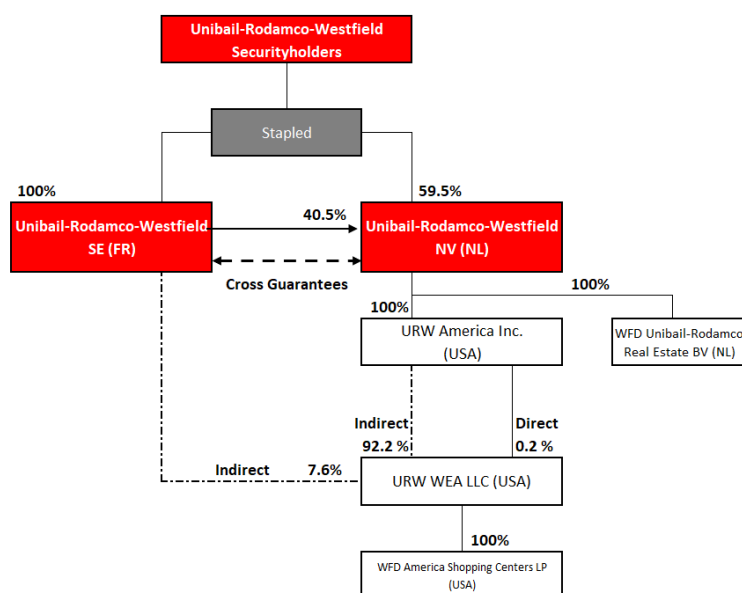 Unibail-Rodamco-Westfield
Securityholders
Stapled
100%
59.5%
Unibail-Rodamco-Westfield
SE (FR)
40.5%
Unibail-Rodamco-Westfield
NV (NL)
Cross Guarantees
100%
100%
URW America Inc.
(USA)
WFD Unibail-Rodamco
Real Estate BV (NL)
Indirect
92.2 %
Direct
0.2 %
Indirect 7.6%
URW WEA LLC (USA)
100%
WFD America Shopping Centers LP
(USA)